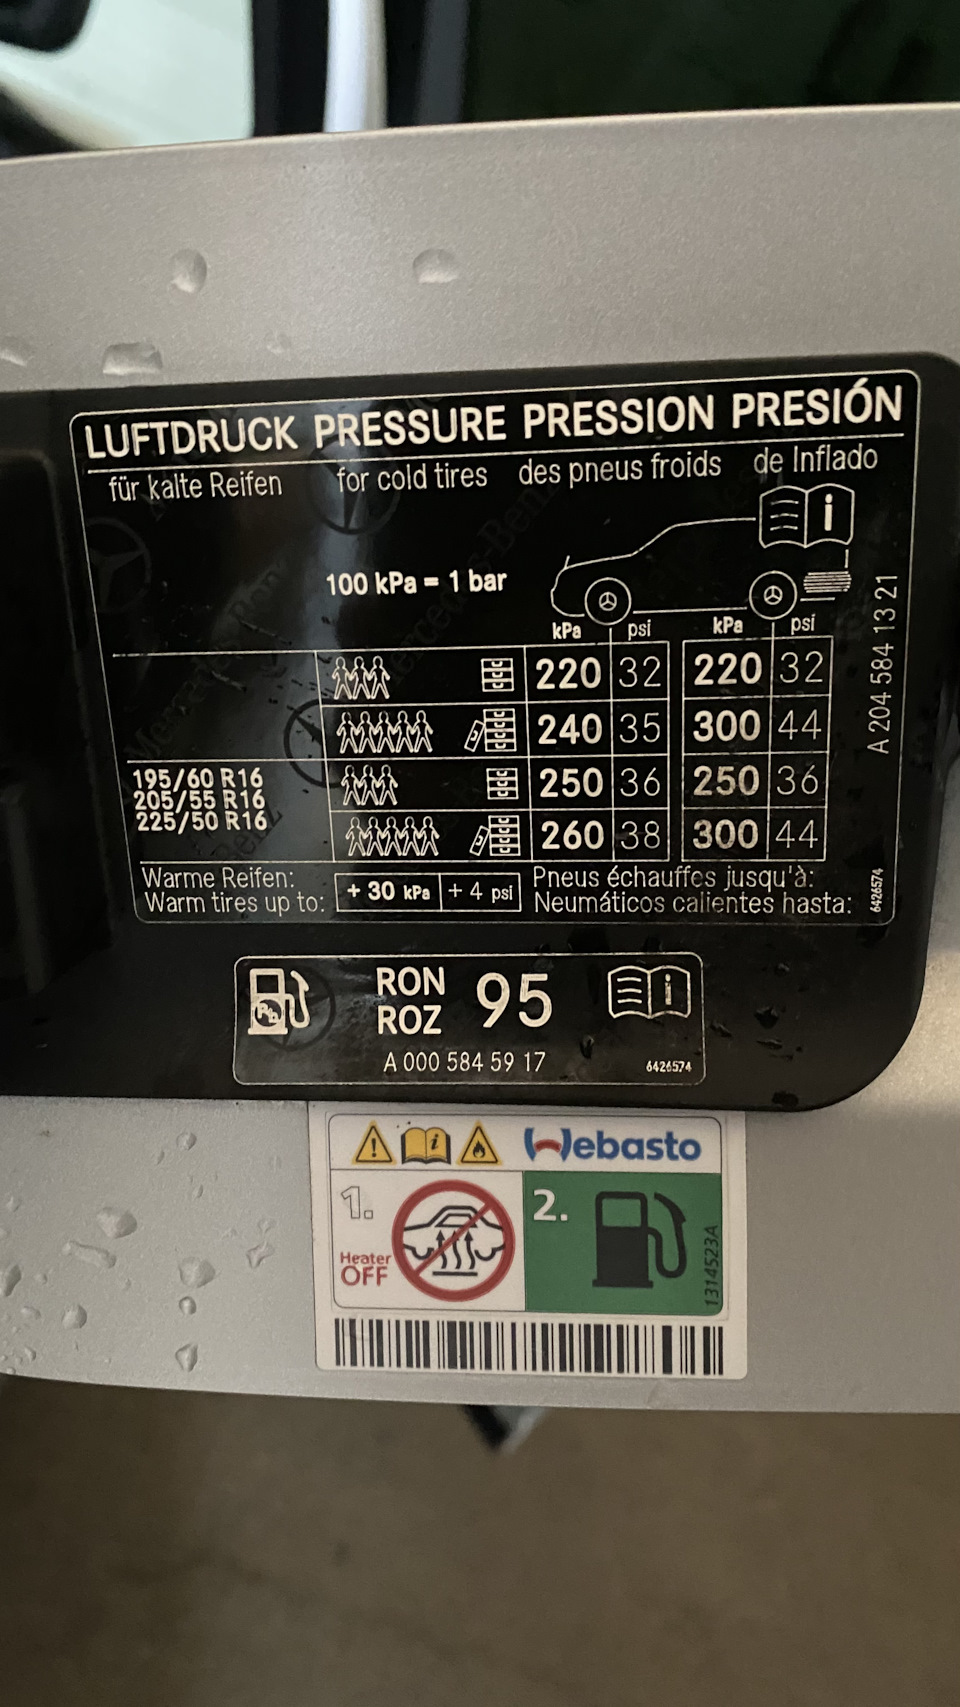 LUFTDRUCK PRESSURE PRESSION PRESIÓN
für kalte Reifen for cold tires des pneus froids de Inflado
i
100 kPa = 1 bar
kPa psi kPa psi
220 32 220 32
240 35 300 44
195/60 R16
205/55 R16
225/50 R16
250 36 250 36
260 38 300 44
Warme Reifen:
Warm tires up to:
+ 30 kPa + 4 psi
Pneus échauffes jusqu'à:
Neumáticos calientes hasta:
A 204 584 13 21
6426574
Pb
RON
ROZ
95
i
A 000 584 59 17
6426574
Mercedes-Benz
! i Webasto
1.
Heater
OFF
2.
1314523A